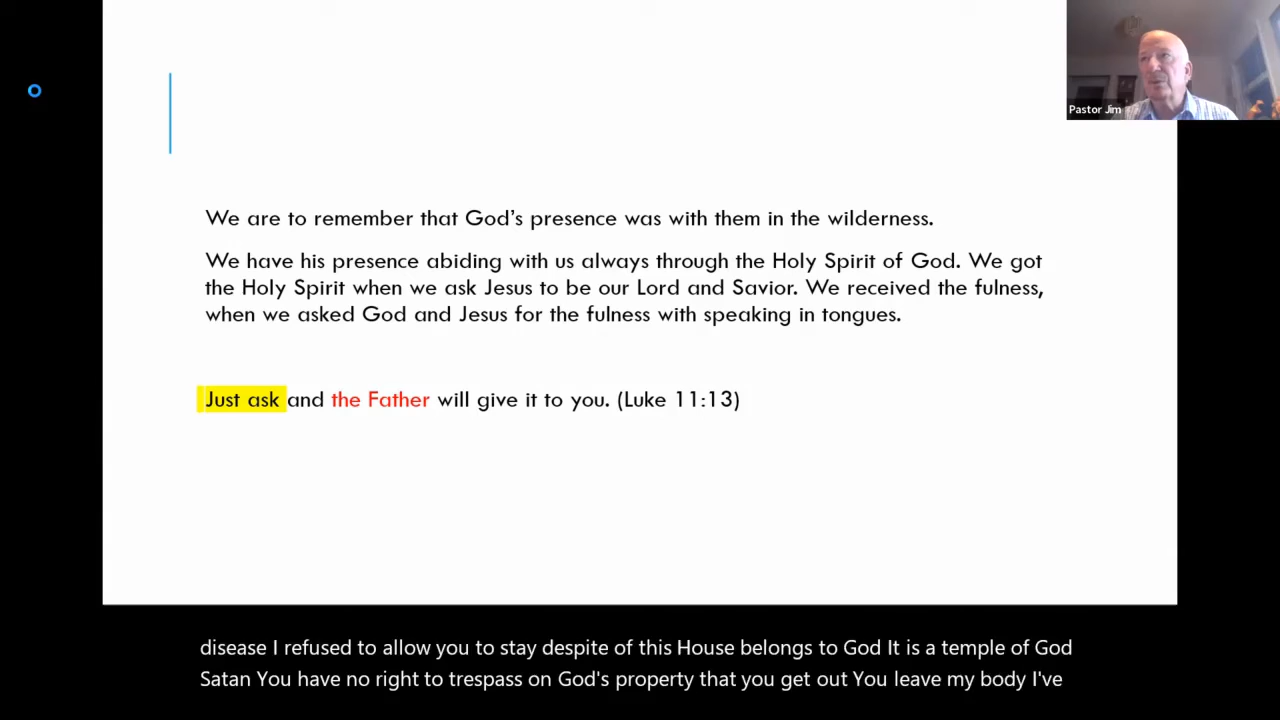 Pastor Jim
We are to remember that God's presence was with them in the wilderness.
We have his presence abiding with us always through the Holy Spirit of God. We got
the Holy Spirit when we ask Jesus to be our Lord and Savior. We received the fulness,
when we asked God and Jesus for the fulness with speaking in tongues.
Just ask and the Father will give it to you. (Luke 11:13)
disease I refused to allow you to stay despite of this House belongs to God It is a temple of God
Satan You have no right to trespass on God's property that you get out You leave my body I've